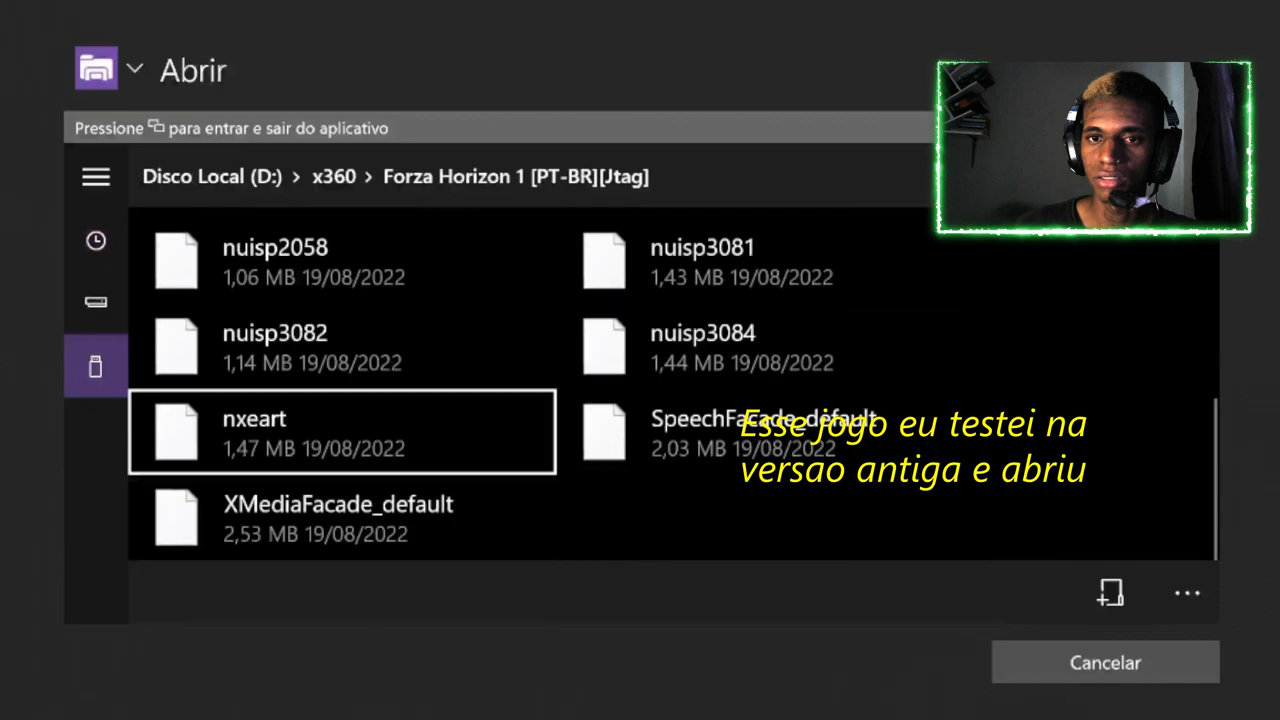 Abrir
Pressione para entrar e sair do aplicativo
Disco Local (D:) > x360 > Forza Horizon 1 [PT-BR][Jtag]
nuisp2058
1,06 MB 19/08/2022
nuisp3081
1,43 MB 19/08/2022
nuisp3082
1,14 MB 19/08/2022
nuisp3084
1,44 MB 19/08/2022
nxeart
1,47 MB 19/08/2022
SpeechFacade_default
2,03 MB 19/08/2022
Esse jogo eu testei na
versao antiga e abriu
XMediaFacade_default
2,53 MB 19/08/2022
Cancelar